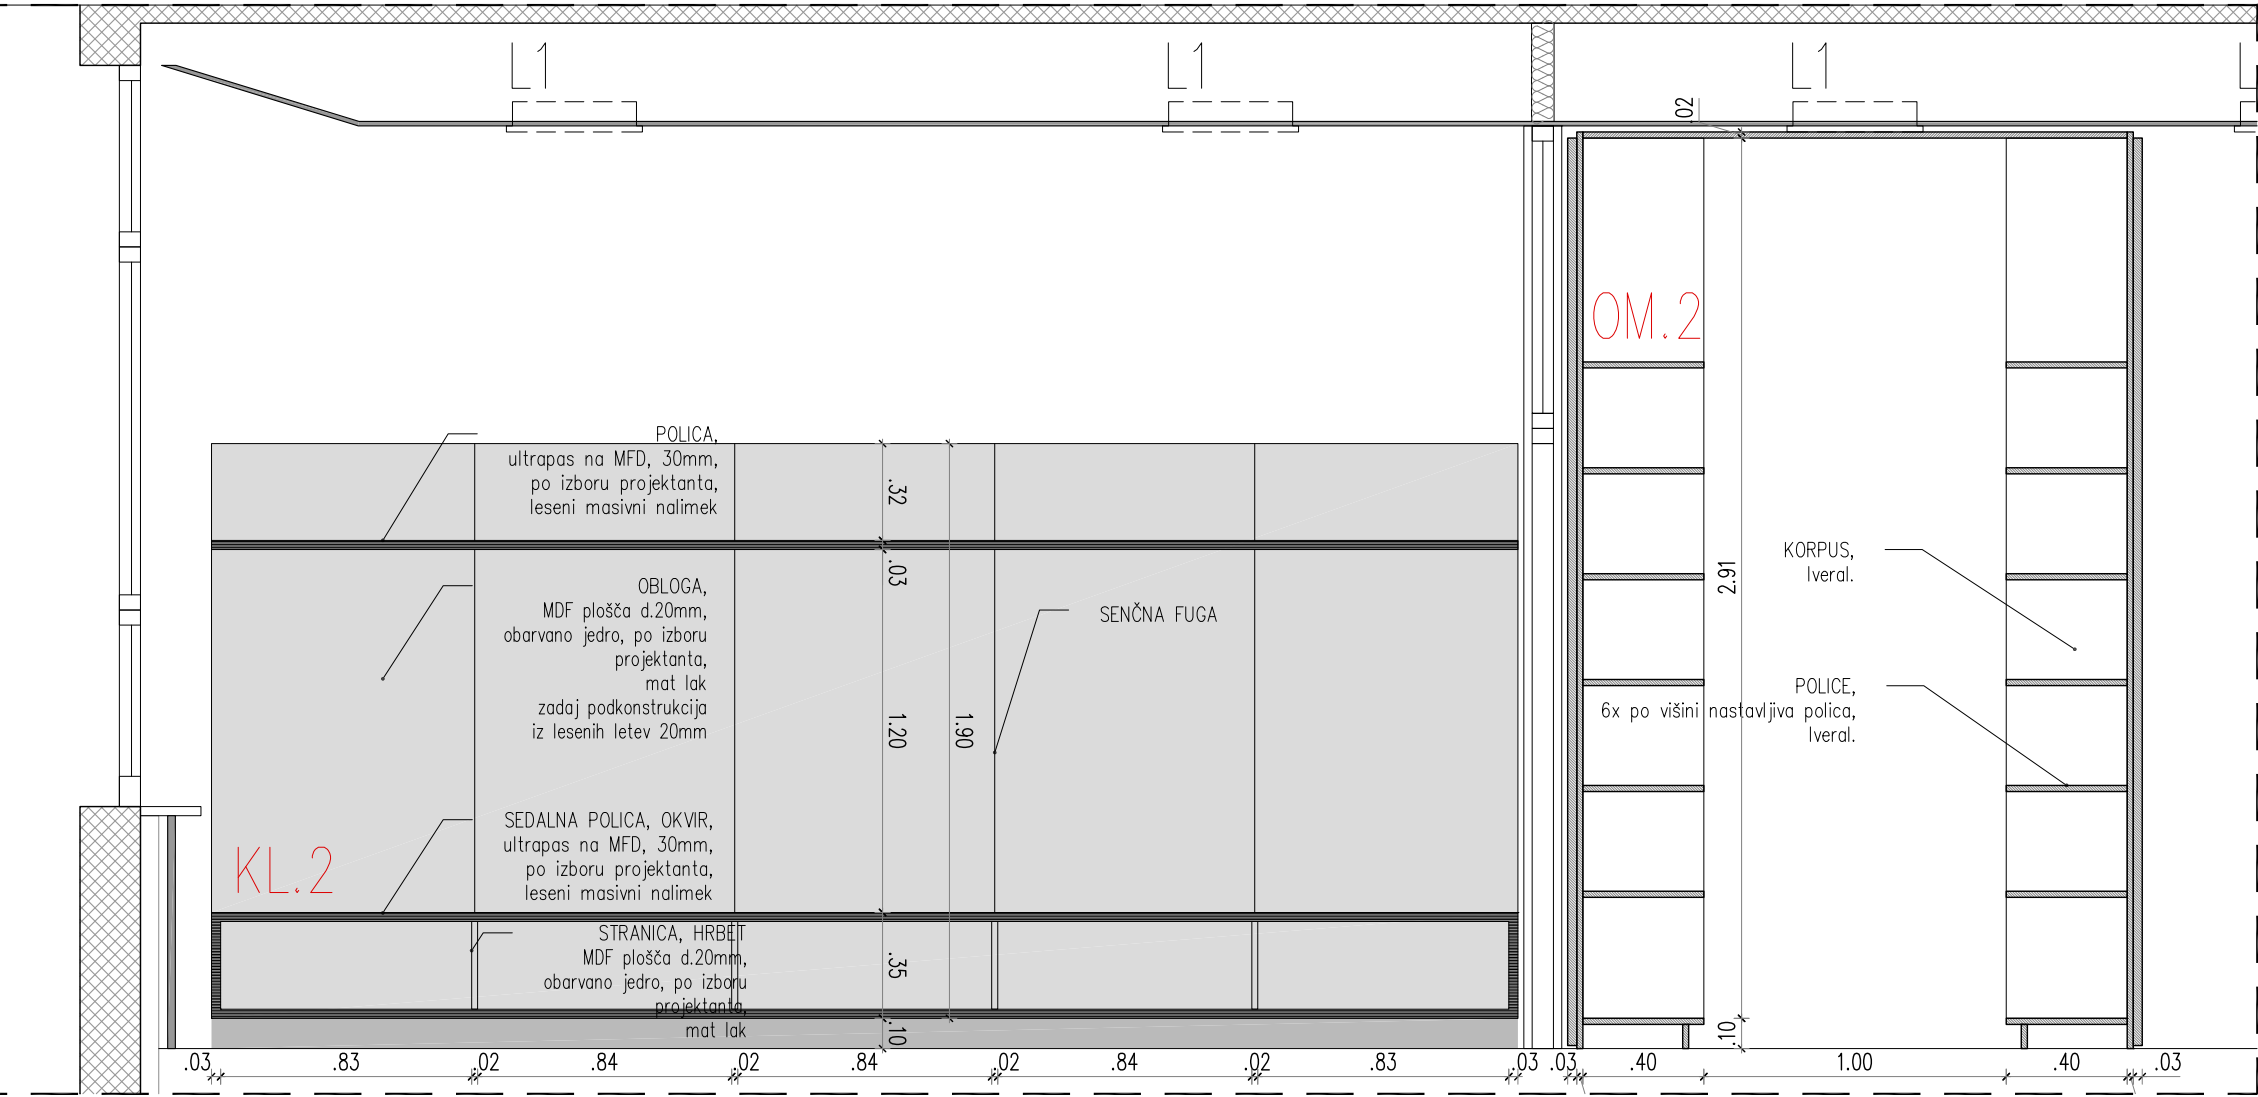 L1
L1
L1
.02
OM.2
POLICA,
ultrapas na MFD, 30mm,
po izboru projektanta,
leseni masivni nalimek
.32
.03
OBLOGA,
MDF plošča d.20mm,
obarvano jedro, po izboru
projektanta,
mat lak
zadaj podkonstrukcija
iz lesenih letev 20mm
SENČNA FUGA
1.20
1.90
2.91
KORPUS,
Iveral.
POLICE,
6x po višini nastavljiva polica,
Iveral.
KL.2
SEDALNA POLICA, OKVIR,
ultrapas na MFD, 30mm,
po izboru projektanta,
leseni masivni nalimek
STRANICA, HRBET
MDF plošča d.20mm,
obarvano jedro, po izboru
projektanta,
mat lak
.35
.10
.10
.03 .83 .02 .84 .02 .84 .02 .84 .02 .83 .03 .03 .40 1.00 .40 .03